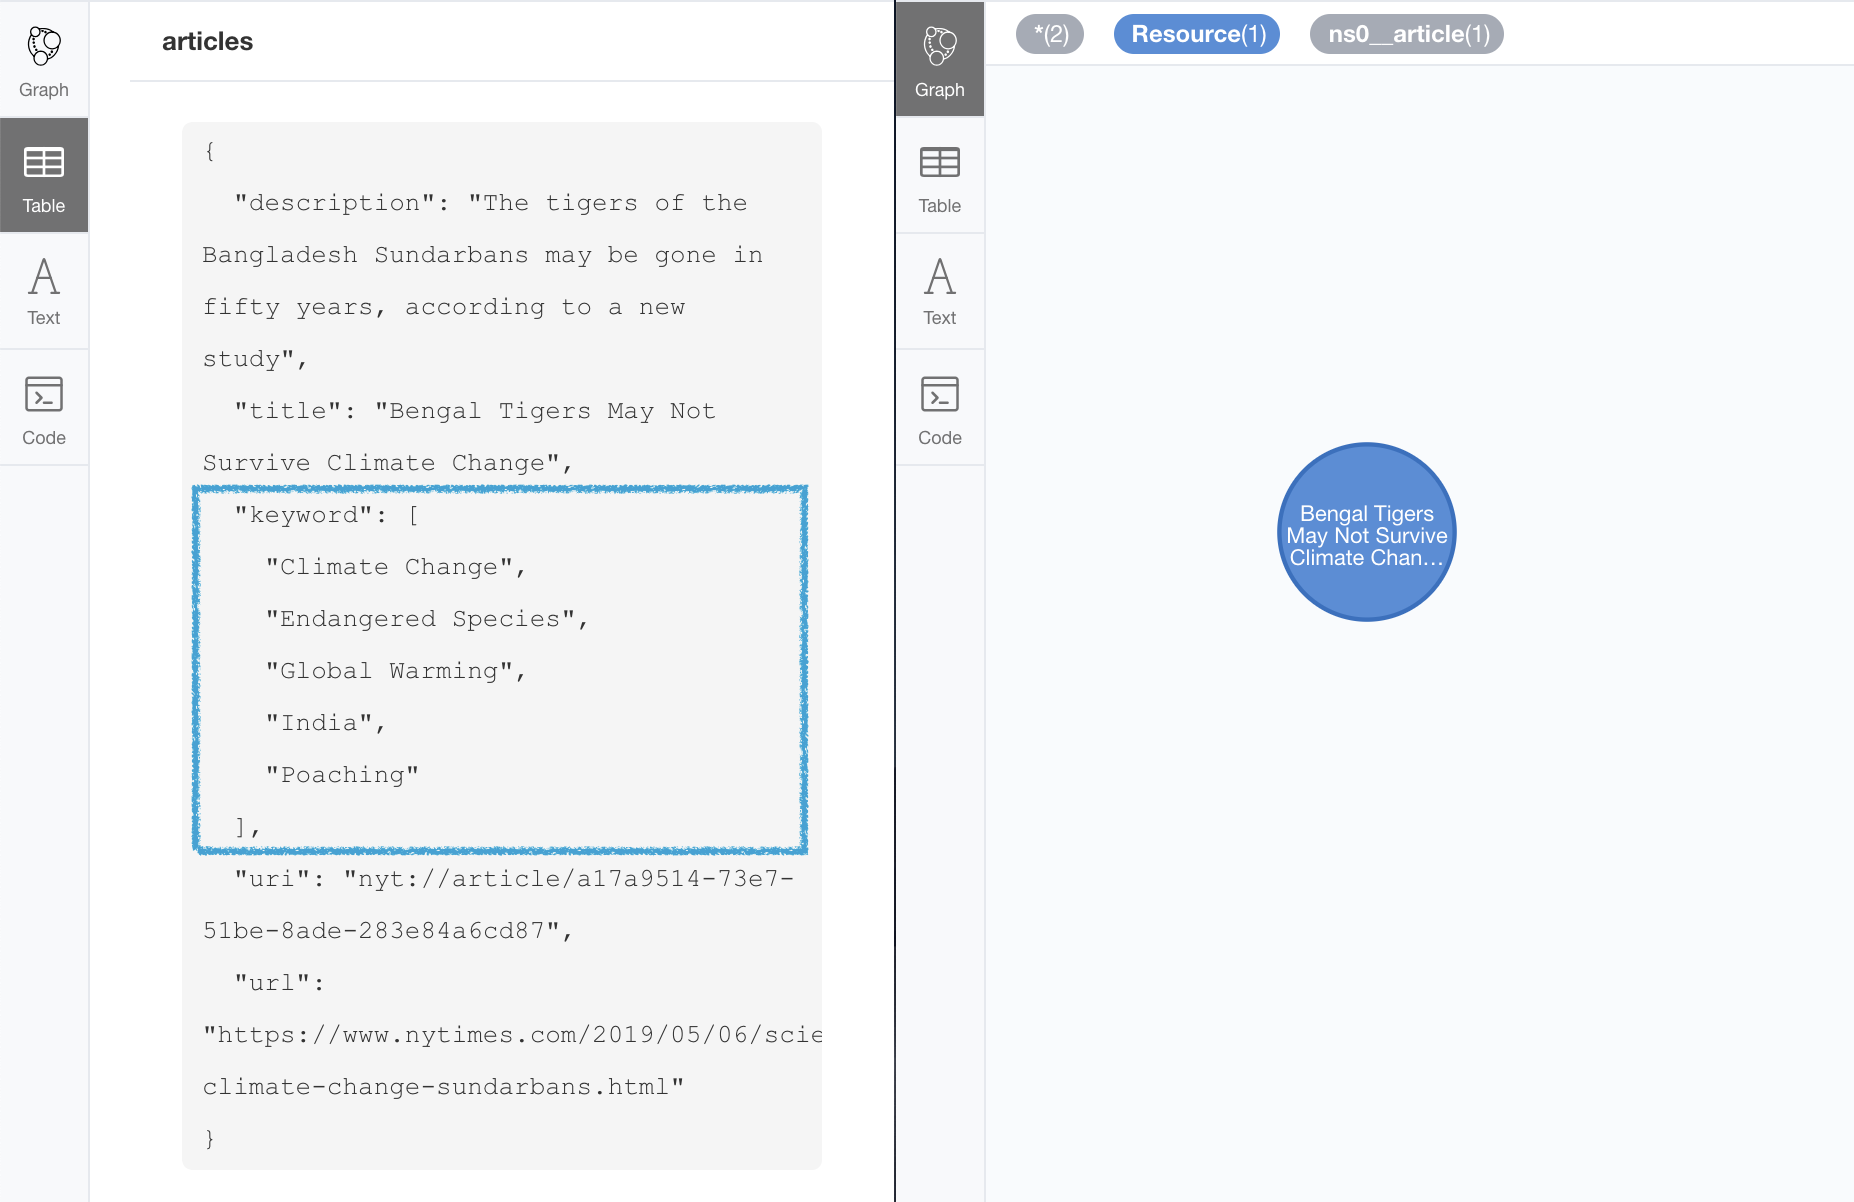 Graph
Table
Text
Code
articles
{
"description": "The tigers of the
Bangladesh Sundarbans may be gone in
fifty years, according to a new
study",
"title": "Bengal Tigers May Not
Survive Climate Change",
"keyword": [
"Climate Change",
"Endangered Species",
"Global Warming",
"India",
"Poaching"
],
"uri": "nyt://article/a17a9514-73e7-
51be-8ade-283e84a6cd87",
"url":
"https://www.nytimes.com/2019/05/06/scie
climate-change-sundarbans.html"
}
Graph
Table
Text
Code
*(2) Resource(1) ns0__article(1)
Bengal Tigers
May Not Survive
Climate Chan...